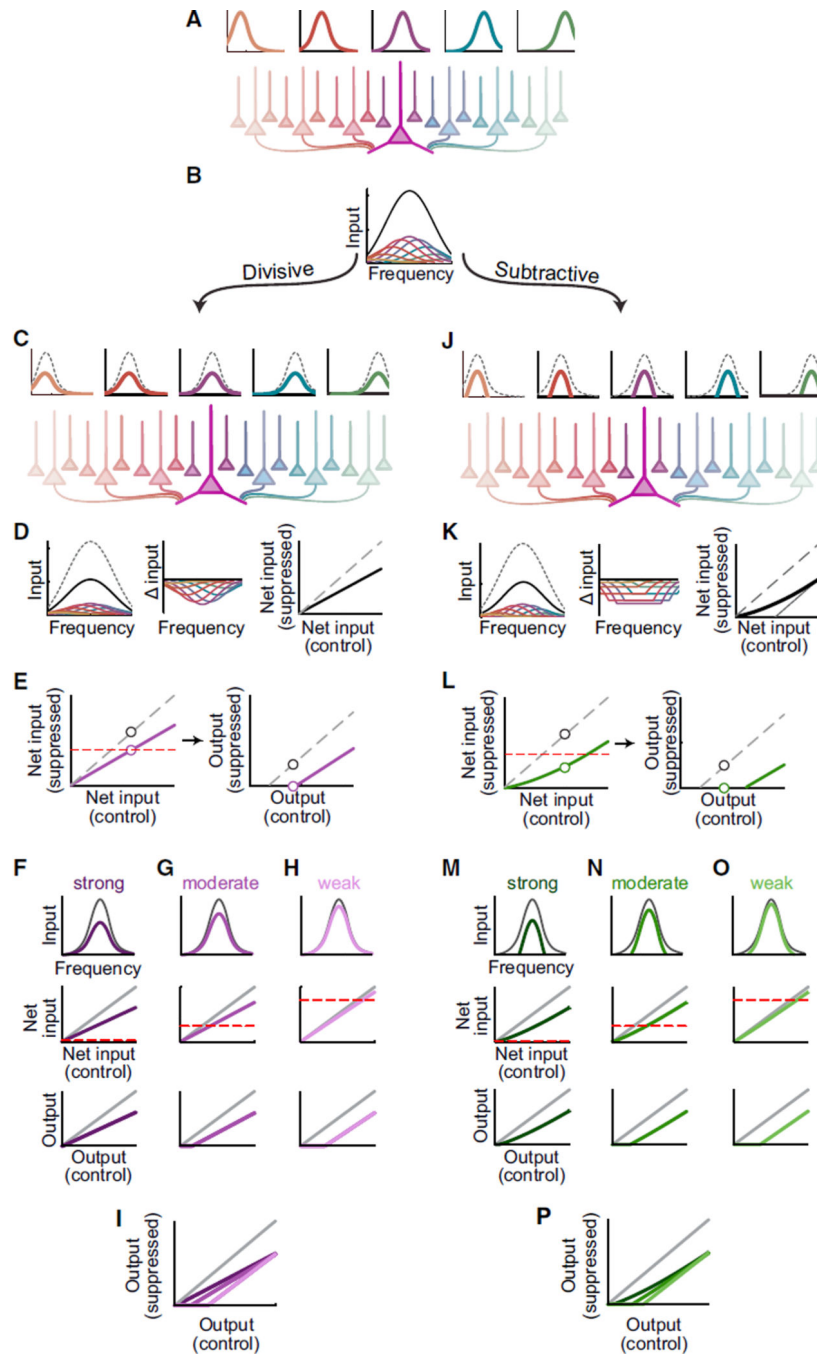 A
B
Input
Frequency
Divisive
Subtractive
C
D
Input
Frequency
Δ input
Frequency
Net input
(suppressed)
Net input
(control)
E
Net input
(suppressed)
Net input
(control)
Output
(suppressed)
Output
(control)
F
strong
G
moderate
H
weak
Input
Frequency
Net
input
Net input
(control)
Output
Output
(control)
I
Output
(suppressed)
Output
(control)
J
K
Input
Frequency
Δ input
Frequency
Net input
(suppressed)
Net input
(control)
L
Net input
(suppressed)
Net input
(control)
Output
(suppressed)
Output
(control)
M
strong
N
moderate
O
weak
Input
Frequency
Net
input
Net input
(control)
Output
Output
(control)
P
Output
(suppressed)
Output
(control)